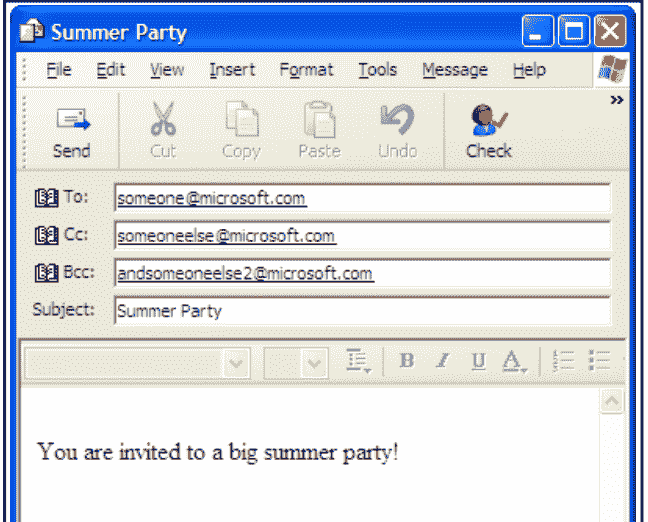 Summer Party
File Edit View Insert Format Tools Message Help
»
Send Cut Copy Paste Undo Check
To: someone@microsoft.com
Cc: someoneelse@microsoft.com
Bcc: andsomeoneelse2@microsoft.com
Subject: Summer Party
B I U A
You are invited to a big summer party!